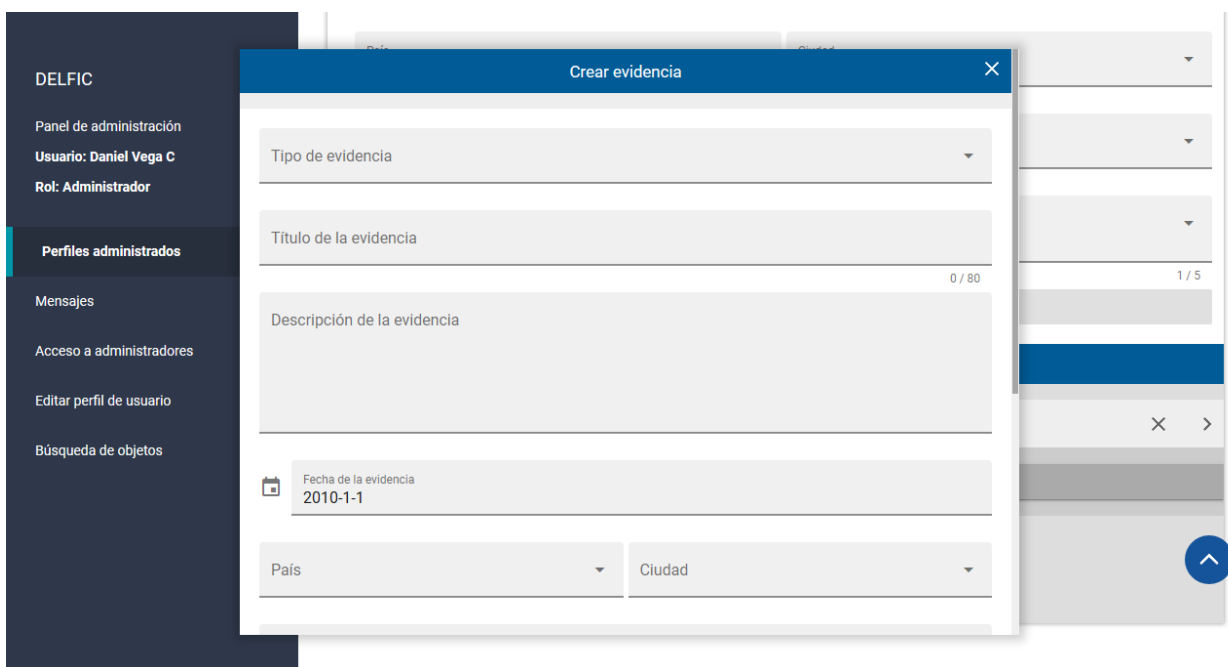 DELFIC
Panel de administración
Usuario: Daniel Vega C
Rol: Administrador
Perfiles administrados
Mensajes
Acceso a administradores
Editar perfil de usuario
Búsqueda de objetos
Crear evidencia
Tipo de evidencia
Título de la evidencia
0 / 80
Descripción de la evidencia
Fecha de la evidencia
2010-1-1
País
Ciudad
País
Ciudad
1 / 5